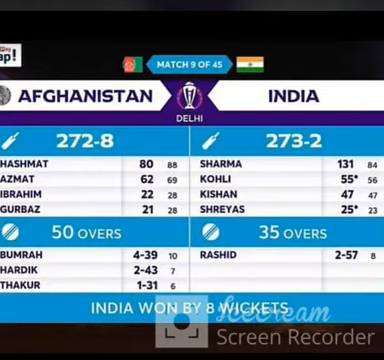 ap!
MATCH 9 OF 45
AFGHANISTAN INDIA
DELHI
272-8 273-2
HASHMAT 80 88 SHARMA 131 84
AZMAT 62 69 KOHLI 55* 56
IBRAHIM 22 28 KISHAN 47 47
GURBAZ 21 28 SHREYAS 25* 23
50 OVERS 35 OVERS
BUMRAH 4-39 10 RASHID 2-57 8
HARDIK 2-43 7
THAKUR 1-31 6
INDIA WON BY 8 WICKETS
IceCream
Screen Recorder